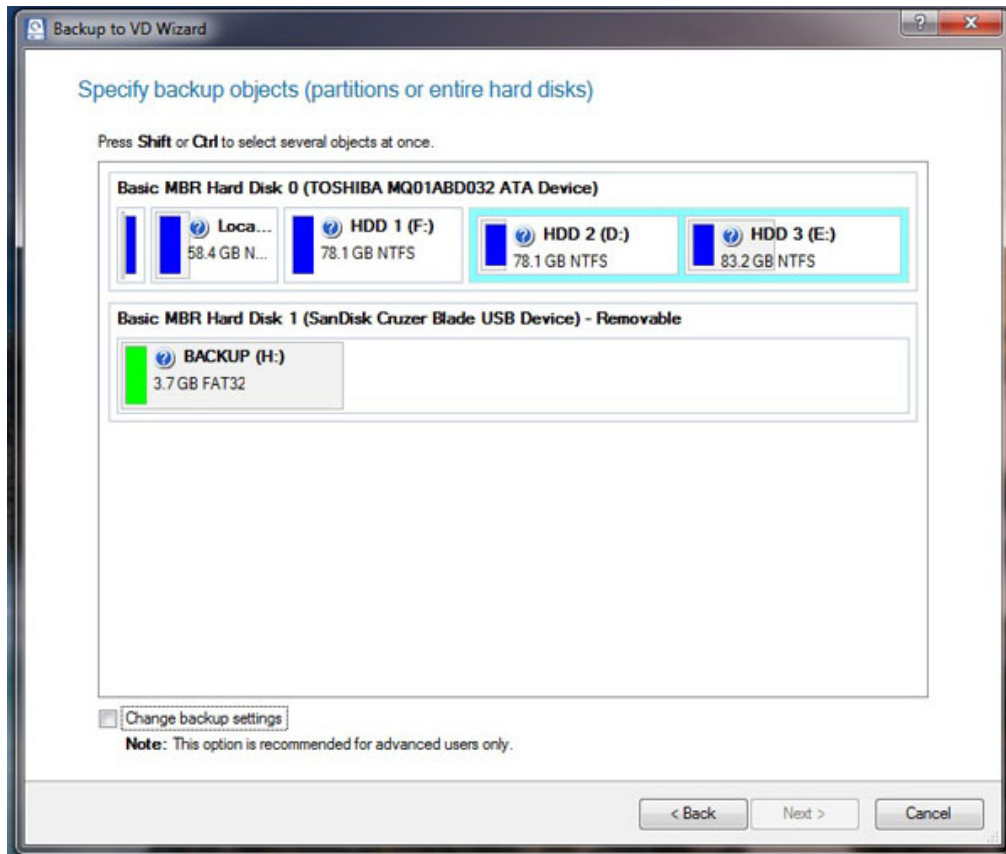 Backup to VD Wizard
Specify backup objects (partitions or entire hard disks)
Press Shift or Ctrl to select several objects at once.
Basic MBR Hard Disk 0 (TOSHIBA MQ01ABD032 ATA Device)
Loca...
58.4 GB N...
HDD 1 (F:)
78.1 GB NTFS
HDD 2 (D:)
78.1 GB NTFS
HDD 3 (E:)
83.2 GB NTFS
Basic MBR Hard Disk 1 (SanDisk Cruzer Blade USB Device) - Removable
BACKUP (H:)
3.7 GB FAT32
Change backup settings
Note: This option is recommended for advanced users only.
< Back Next > Cancel